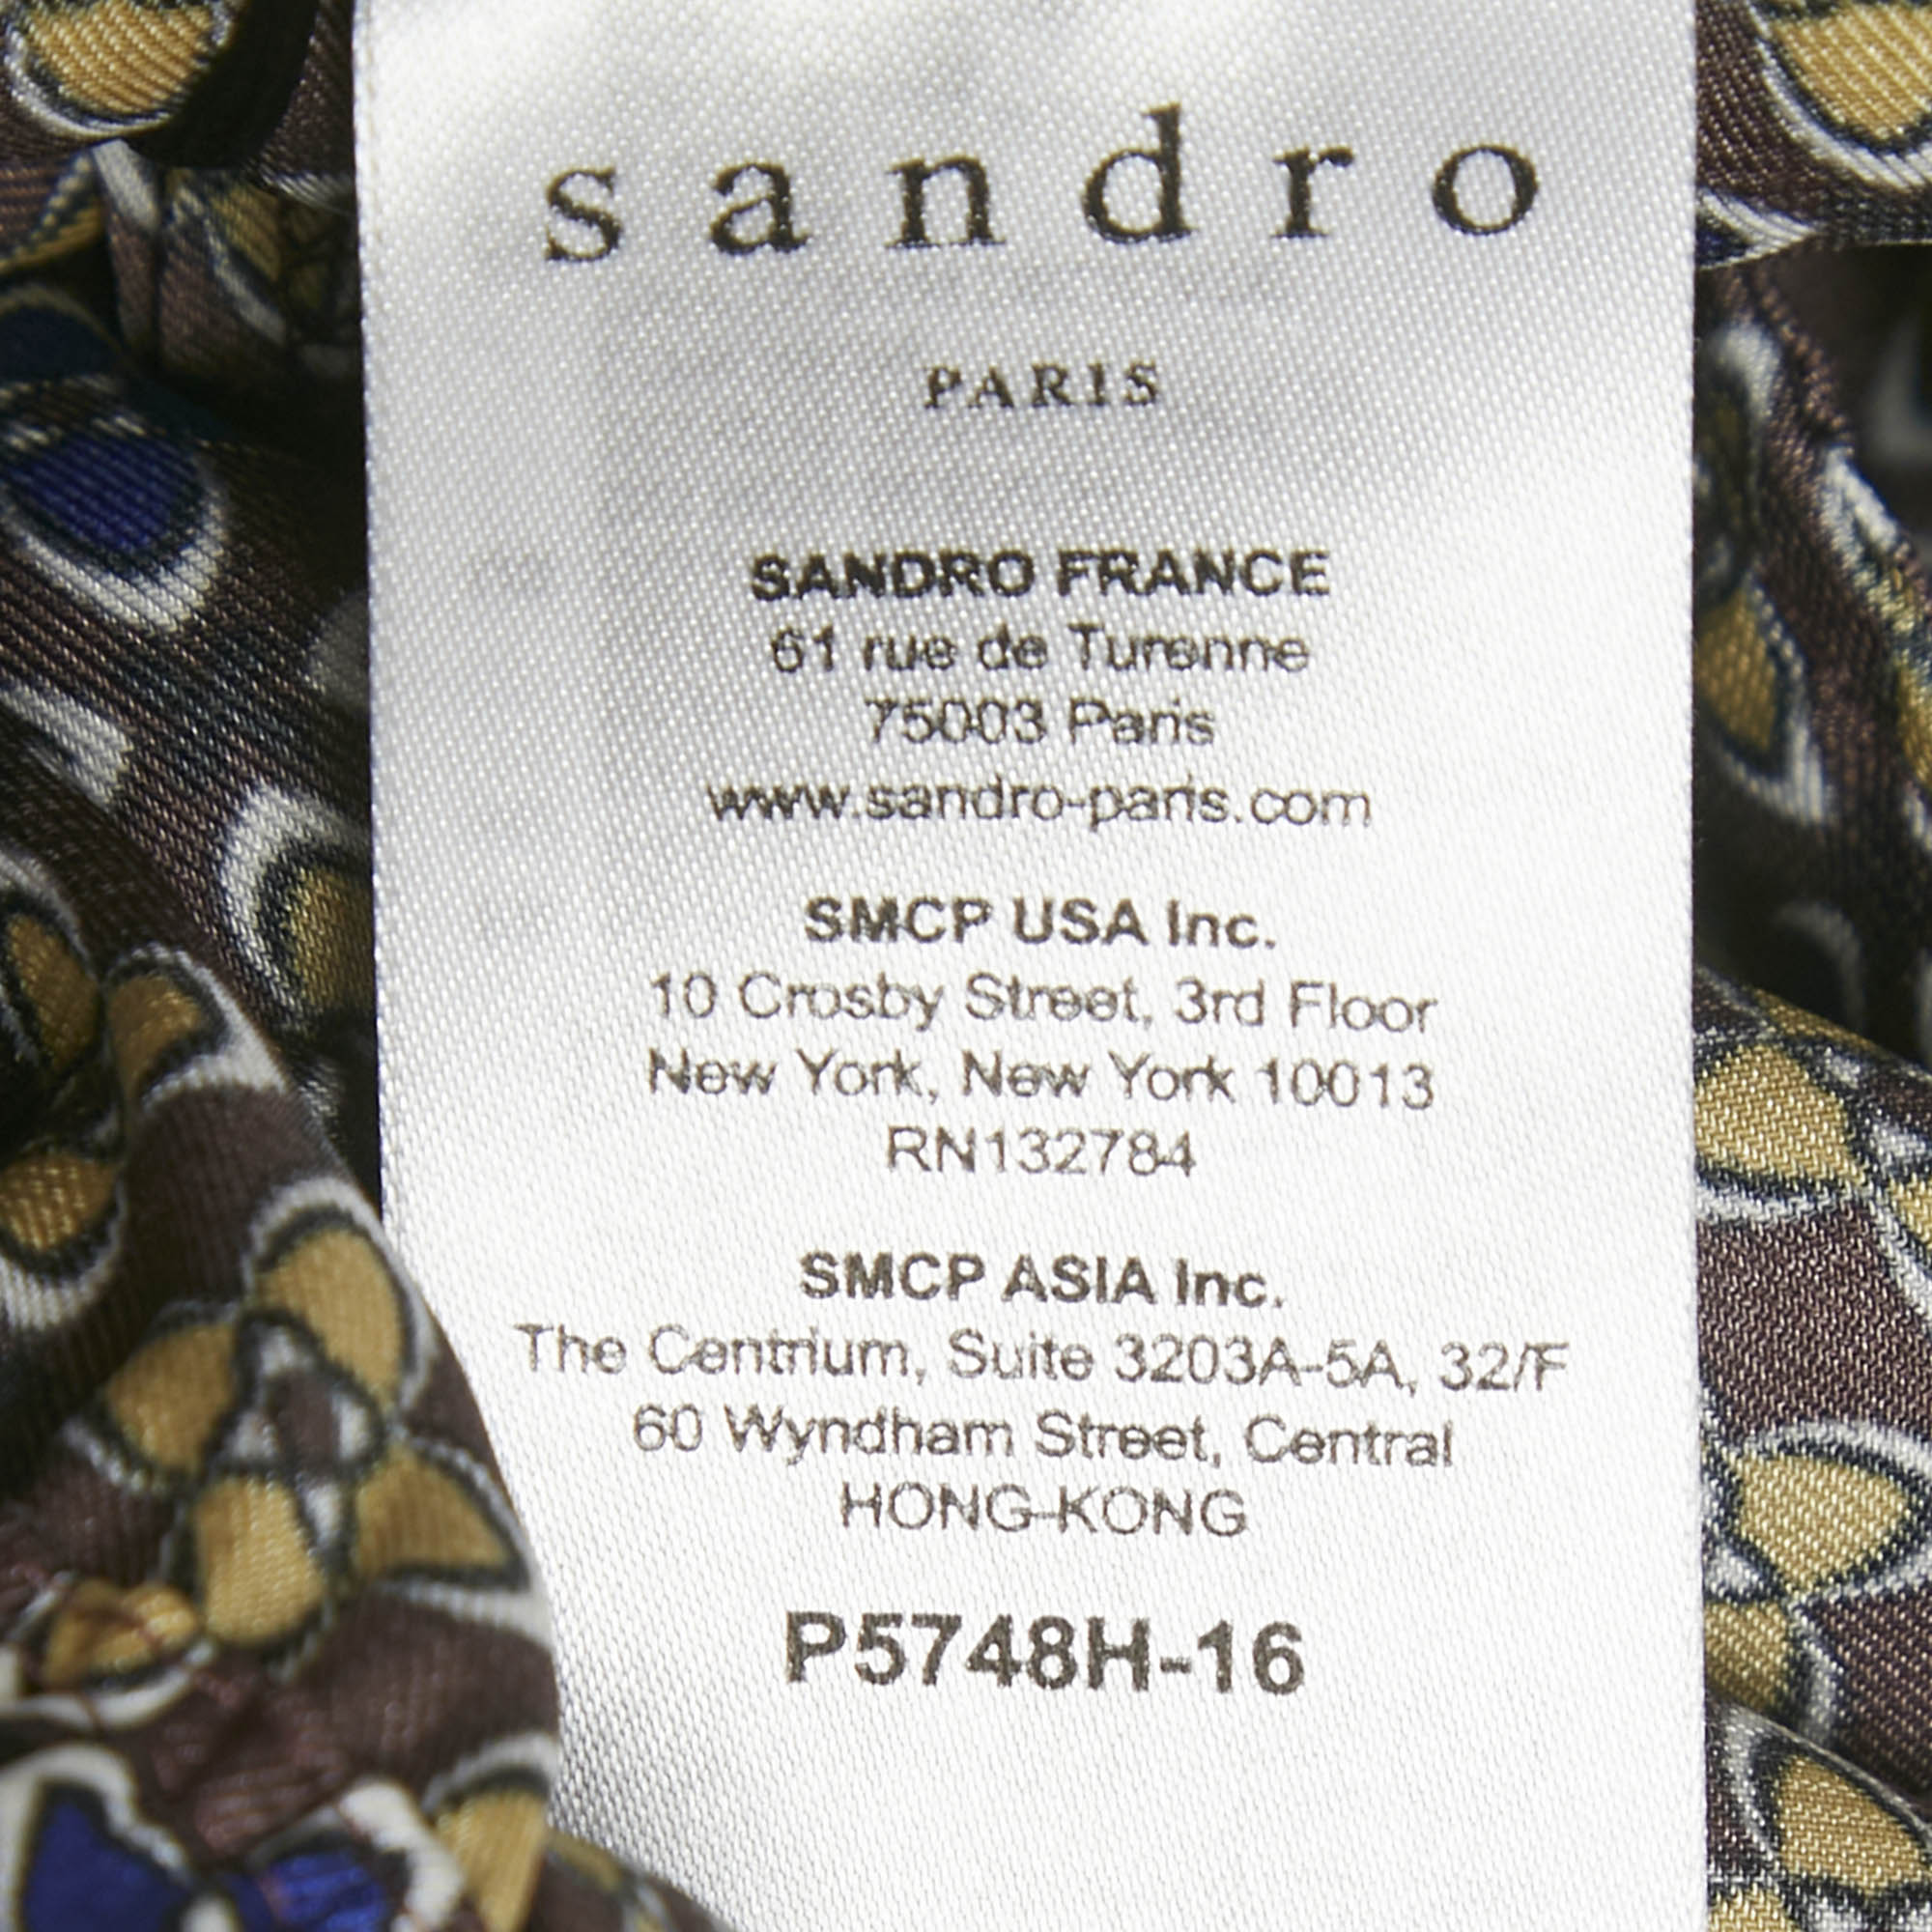 sandro
PARIS
SANDRO FRANCE
61 rue de Turenne
75003 Paris
www.sandro-paris.com
SMCP USA Inc.
10 Crosby Street, 3rd Floor
New York, New York 10013
RN132784
SMCP ASIA Inc.
The Centrium, Suite 3203A-5A, 32/F
60 Wyndham Street, Central
HONG-KONG
P5748H-16